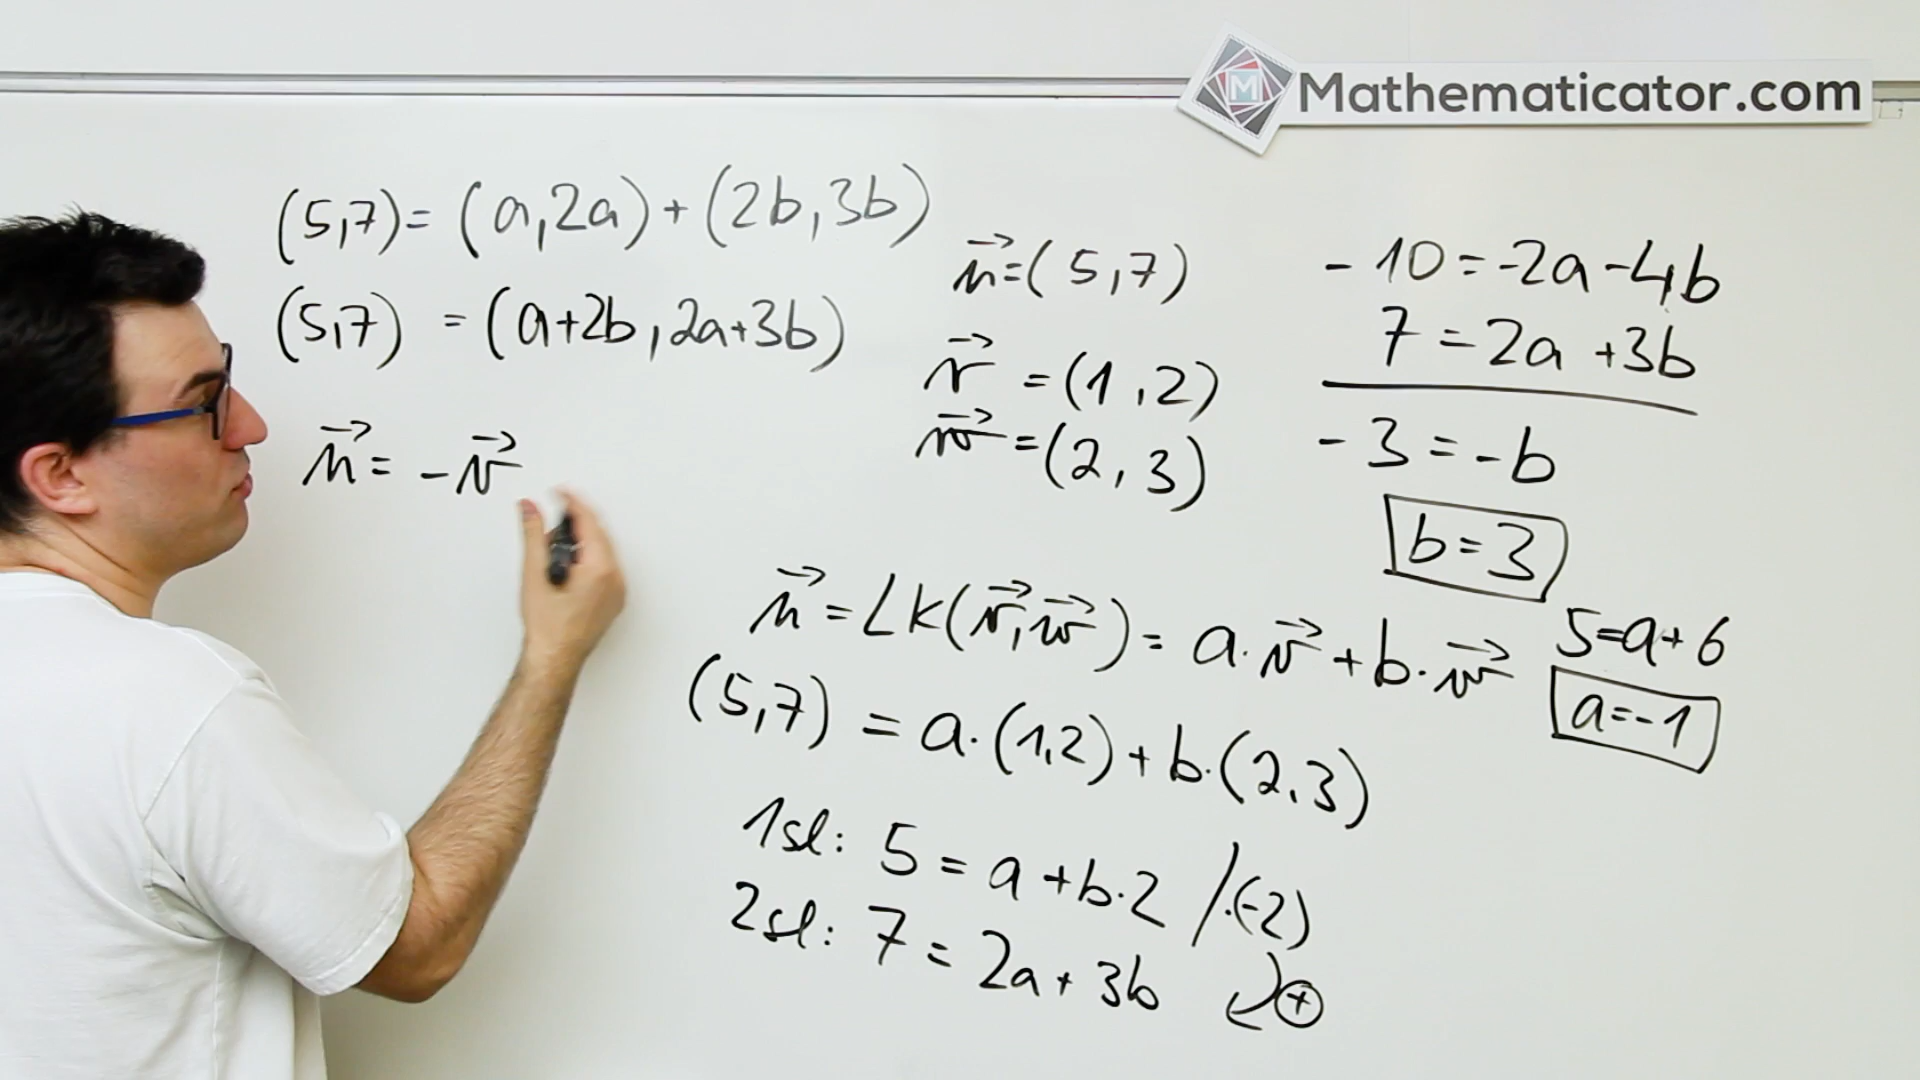 M Mathematicator.com
(5,7) = (a,2a) + (2b,3b)
(5,7) = (a+2b,2a+3b)
u⃗ = -v⃗
u⃗ = (5,7)
v⃗ = (1,2)
w⃗ = (2,3)
u⃗ = LK(v⃗,w⃗) = a·v⃗ + b·w⃗
(5,7) = a·(1,2) + b·(2,3)
1sl: 5 = a + b·2 /·(-2)
2sl: 7 = 2a + 3b ↙⊕
-10 = -2a - 4b
7 = 2a + 3b
-3 = -b
b = 3
5 = a + 6
a = -1